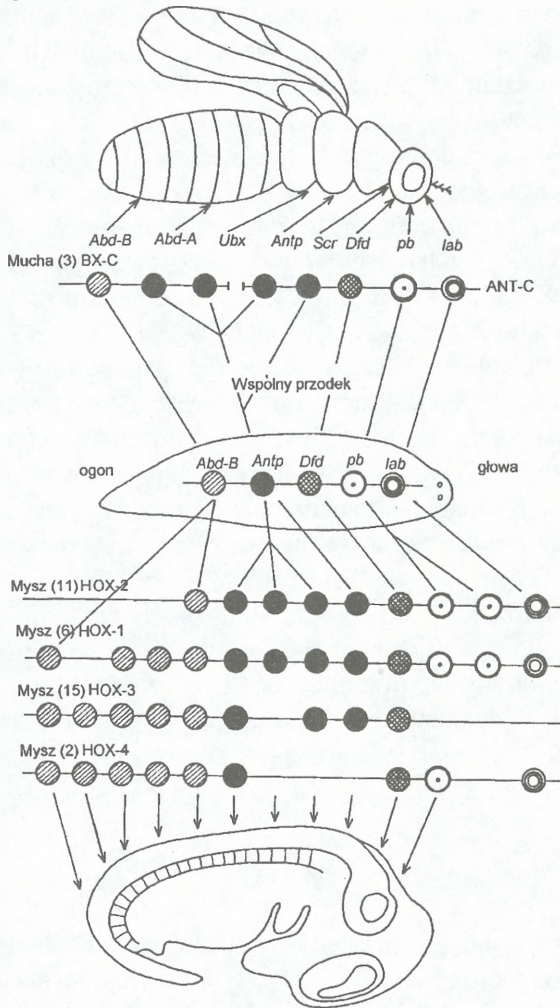 Abd-B Abd-A Ubx Antp Scr Dfd pb lab
Mucha (3) BX-C ANT-C
Wspólny przodek
ogon Abd-B Antp Dfd pb lab głowa
Mysz (11) HOX-2
Mysz (6) HOX-1
Mysz (15) HOX-3
Mysz (2) HOX-4